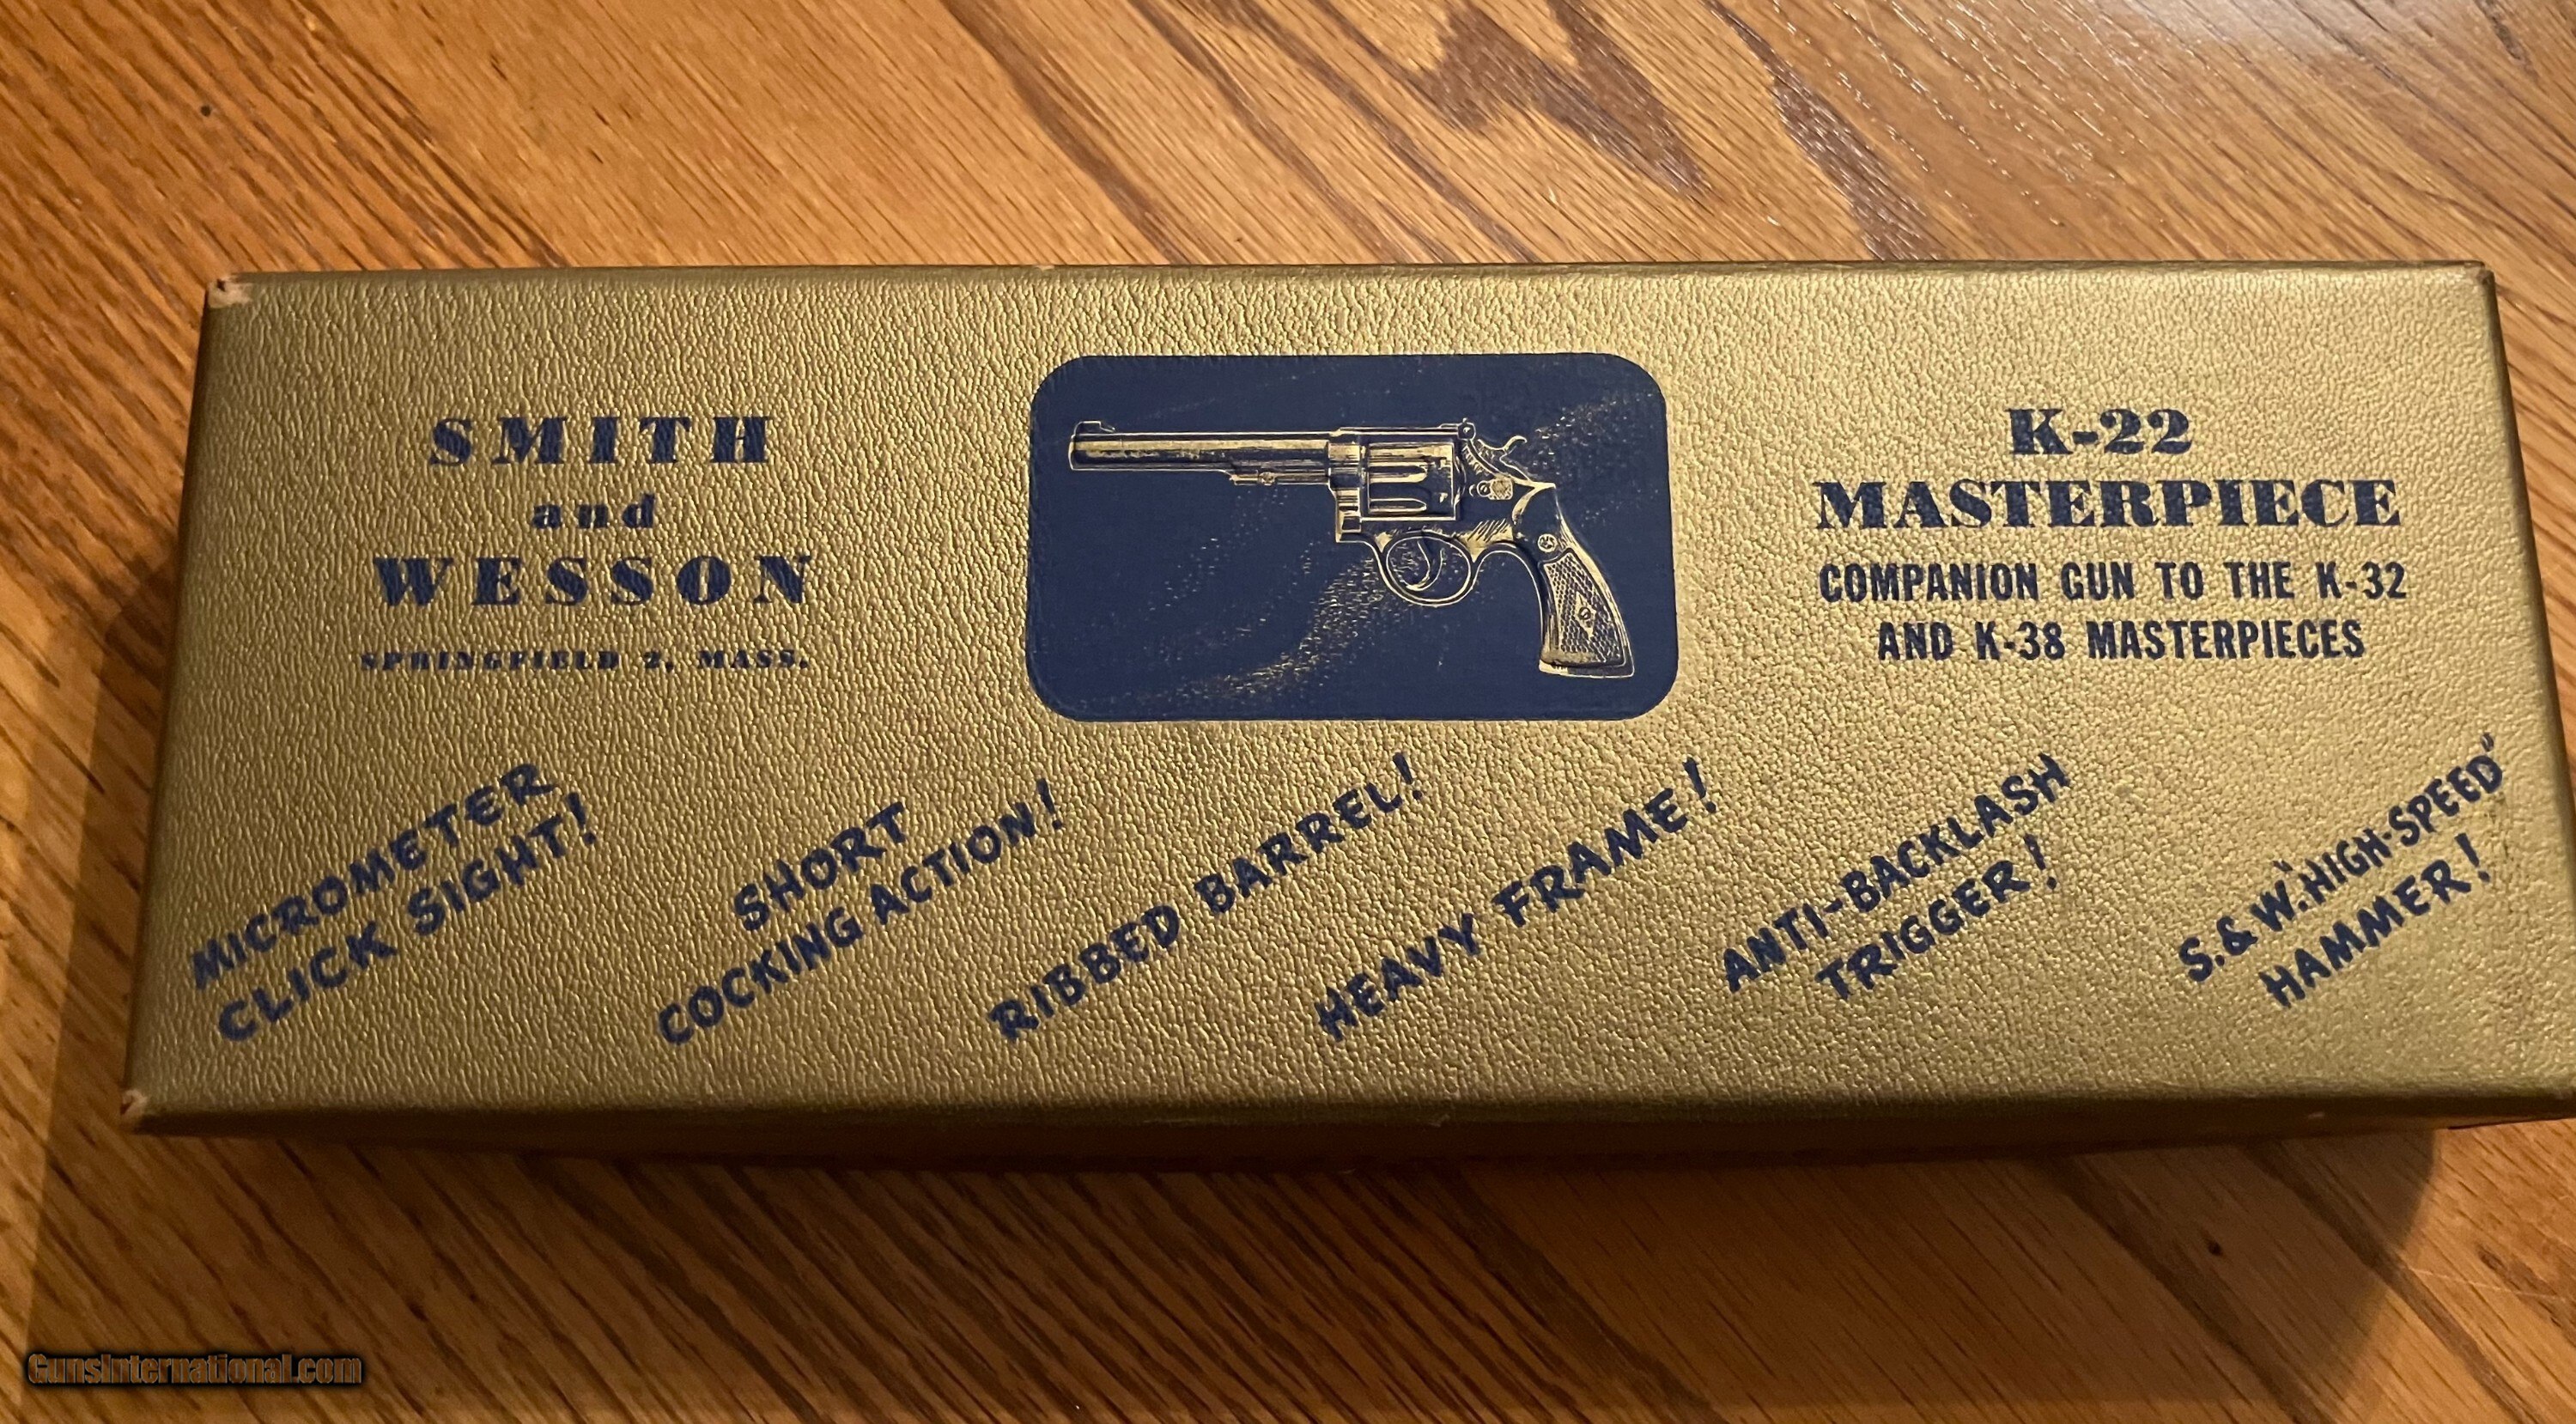 SMITH
and
WESSON
SPRINGFIELD 2, MASS.
K-22
MASTERPIECE
COMPANION GUN TO THE K-32
AND K-38 MASTERPIECES
MICROMETER
CLICK SIGHT!
SHORT
COCKING ACTION!
RIBBED BARREL!
HEAVY FRAME!
ANTI-BACKLASH
TRIGGER!
S.&W. "HIGH-SPEED"
HAMMER!
GunsInternational.com